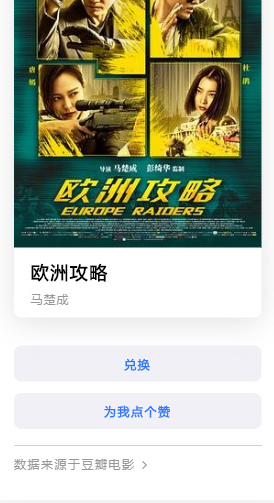 唐嫣
杜鹃
导演 马楚成 彭绮华 监制
欧洲攻略
EUROPE RAIDERS
欧洲攻略
马楚成
兑换
为我点个赞
数据来源于豆瓣电影 >